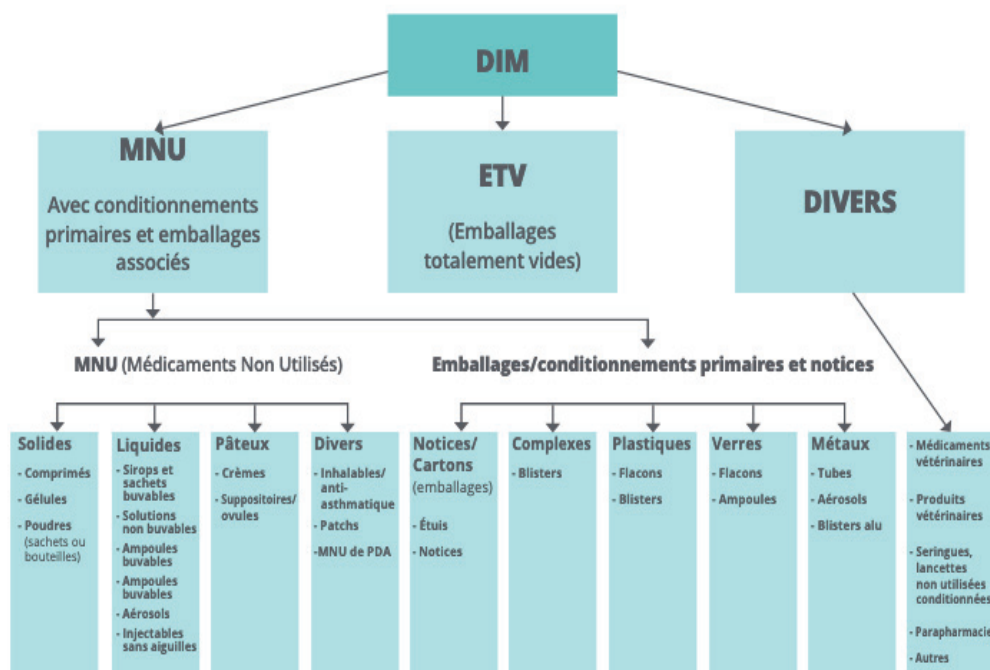 DIM
MNU
Avec conditionnements
primaires et emballages
associés
ETV
(Emballages
totalement vides)
DIVERS
MNU (Médicaments Non Utilisés)
Emballages/conditionnements primaires et notices
Solides
- Comprimés
- Gélules
- Poudres
(sachets ou
bouteilles)
Liquides
- Sirops et
sachets
buvables
- Solutions
non buvables
- Ampoules
buvables
- Ampoules
buvables
- Aérosols
- Injectables
sans aiguilles
Pâteux
- Crèmes
- Suppositoires/
ovules
Divers
- Inhalables/
anti-
asthmatique
- Patchs
-MNU de PDA
Notices/
Cartons
(emballages)
- Étuis
- Notices
Complexes
- Blisters
Plastiques
- Flacons
- Blisters
Verres
- Flacons
- Ampoules
Métaux
- Tubes
- Aérosols
- Blisters alu
- Médicaments
vétérinaires
- Produits
vétérinaires
- Seringues,
lancettes
non utilisées
conditionnées
- Parapharmacie
- Autres